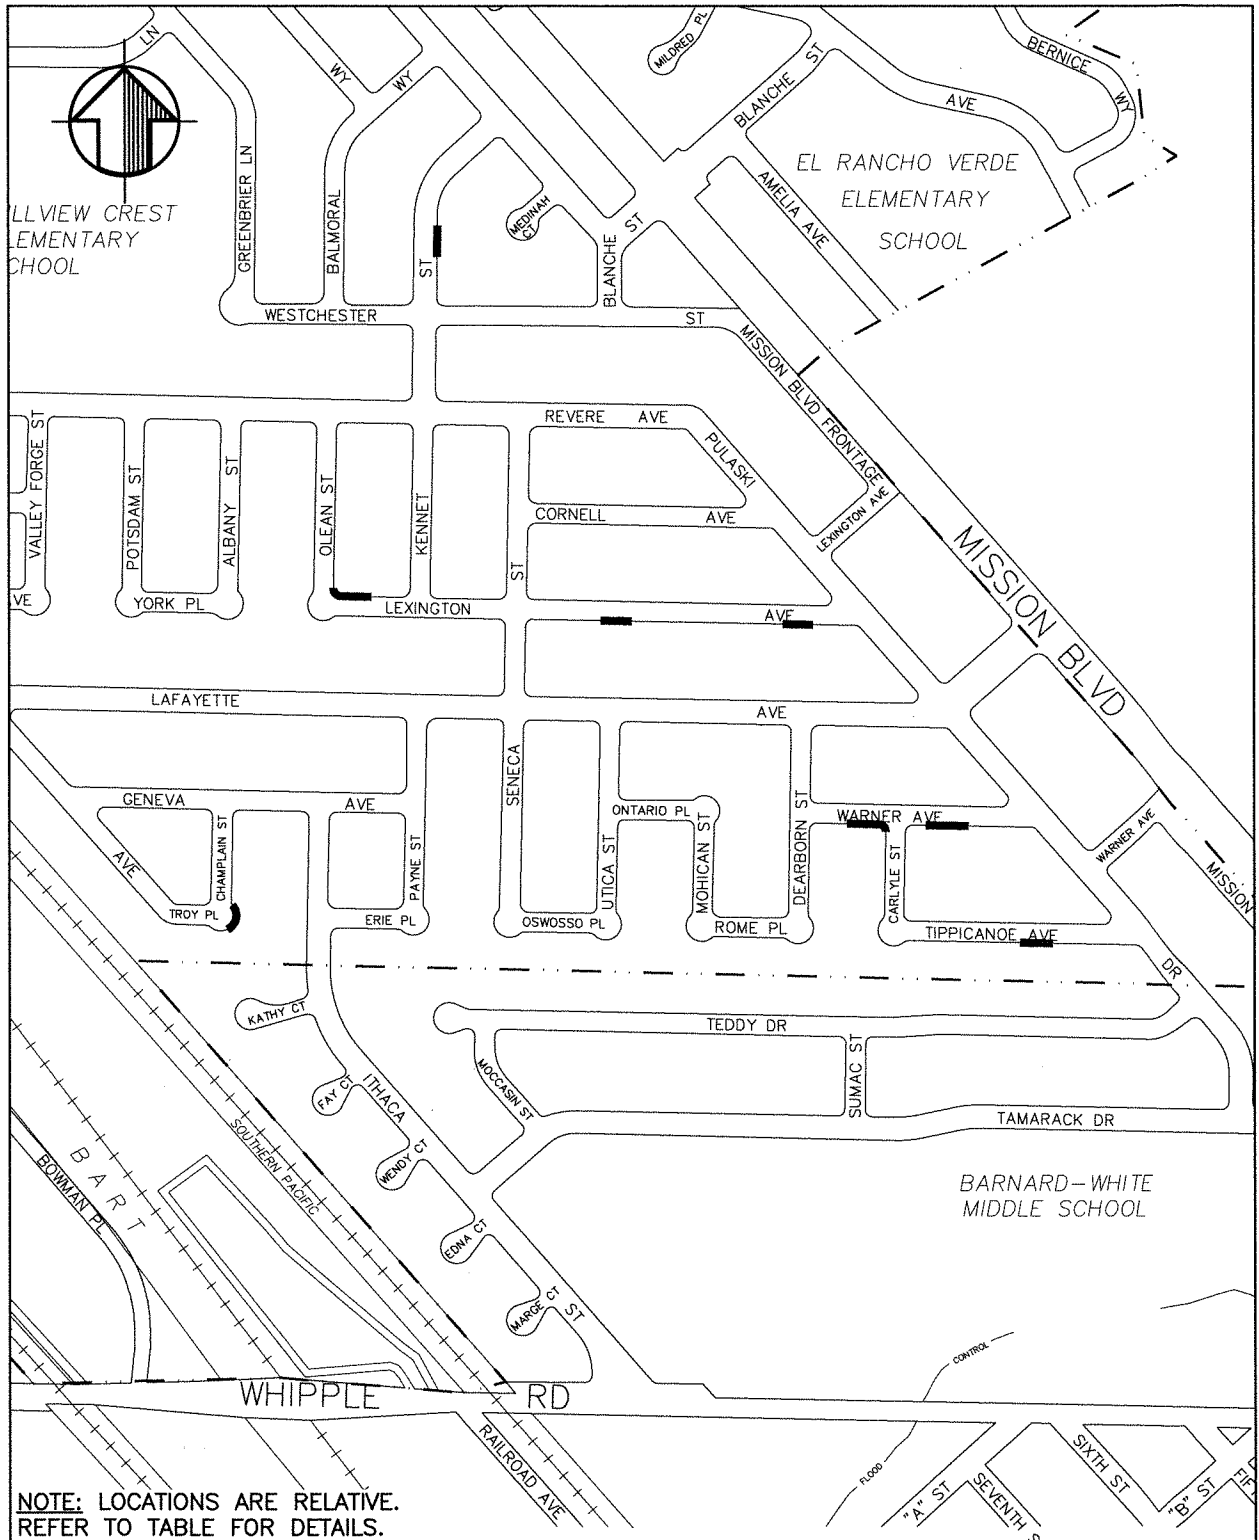 LN
WY
WY
MILDRED PL
BLANCHE ST
BERNICE WY
AVE
EL RANCHO VERDE
ELEMENTARY
SCHOOL
AMELIA AVE
LLVIEW CREST
LEMENTARY
CHOOL
GREENBRIER LN
BALMORAL
ST
MEDINAH
CT
BLANCHE ST
WESTCHESTER ST
MISSION BLVD FRONTAGE
REVERE AVE
PULASKI
VALLEY FORGE ST
POTSDAM ST
ALBANY ST
OLEAN ST
KENNET
CORNELL AVE
LEXINGTON AVE
ST
MISSION BLVD
VE
YORK PL
LEXINGTON AVE
LAFAYETTE AVE
SENECA
GENEVA AVE
ONTARIO PL
WARNER AVE
WARNER AVE
MISSION
AVE
CHAMPLAIN ST
PAYNE ST
UTICA ST
MOHICAN ST
DEARBORN ST
CARLYLE ST
TROY PL
ERIE PL
OSWOSSO PL
ROME PL
TIPPICANOE AVE
DR
KATHY CT
TEDDY DR
FAY CT
ITHACA
MOCCASIN ST
SUMAC ST
TAMARACK DR
SOUTHERN PACIFIC
WENDY CT
BART
BOWMAN PL
BARNARD-WHITE
MIDDLE SCHOOL
EDNA CT
MARGE CT
ST
CONTROL
WHIPPLE RD
RAILROAD AVE
FLOOD
"A" ST
SEVENTH S
SIXTH ST
"B" ST
FIF
NOTE: LOCATIONS ARE RELATIVE.
REFER TO TABLE FOR DETAILS.